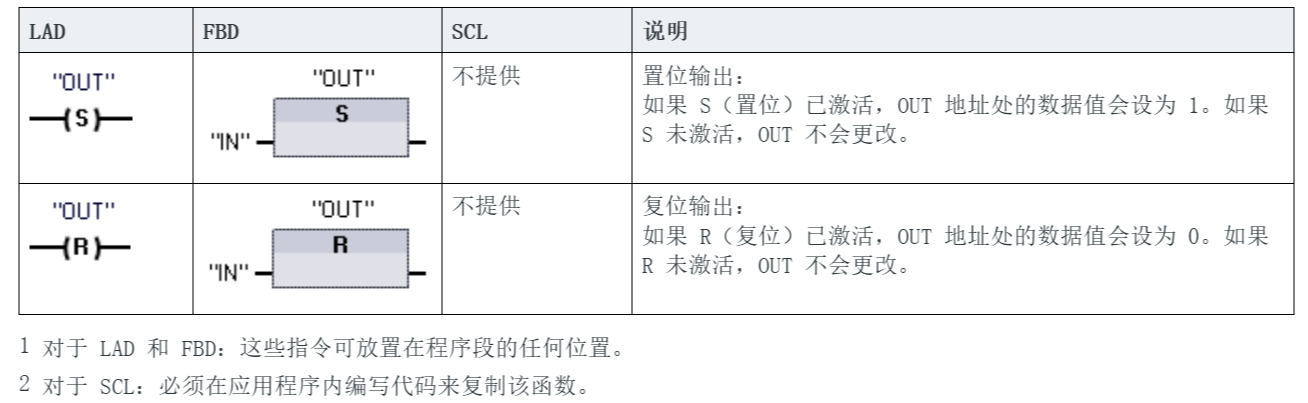 LAD FBD SCL 说明
"OUT"
(S)
"OUT"
S
"IN"
不提供
置位输出：
如果 S（置位）已激活，OUT 地址处的数据值会设为 1。如果
S 未激活，OUT 不会更改。
"OUT"
(R)
"OUT"
R
"IN"
不提供
复位输出：
如果 R（复位）已激活，OUT 地址处的数据值会设为 0。如果
R 未激活，OUT 不会更改。
1 对于 LAD 和 FBD：这些指令可放置在程序段的任何位置。
2 对于 SCL：必须在应用程序内编写代码来复制该函数。